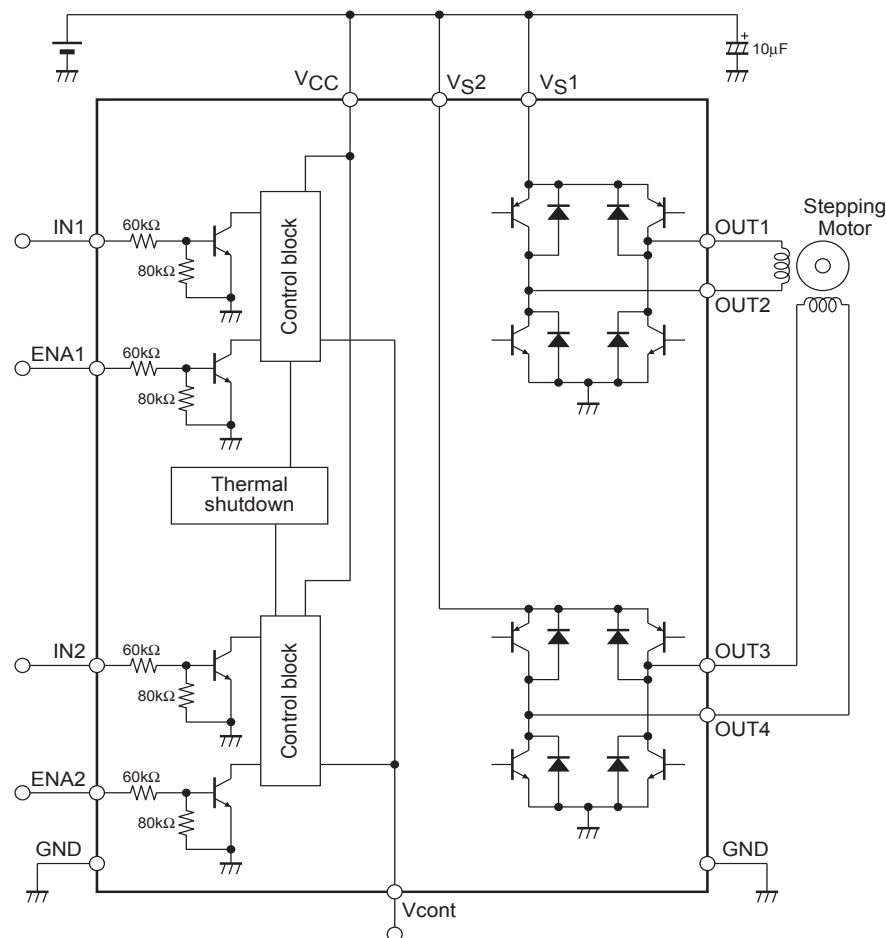 10µF
VCC
VS2
VS1
IN1
60kΩ
80kΩ
Control block
OUT1
Stepping
Motor
OUT2
ENA1
60kΩ
80kΩ
Thermal
shutdown
IN2
60kΩ
80kΩ
Control block
OUT3
OUT4
ENA2
60kΩ
80kΩ
GND
GND
Vcont